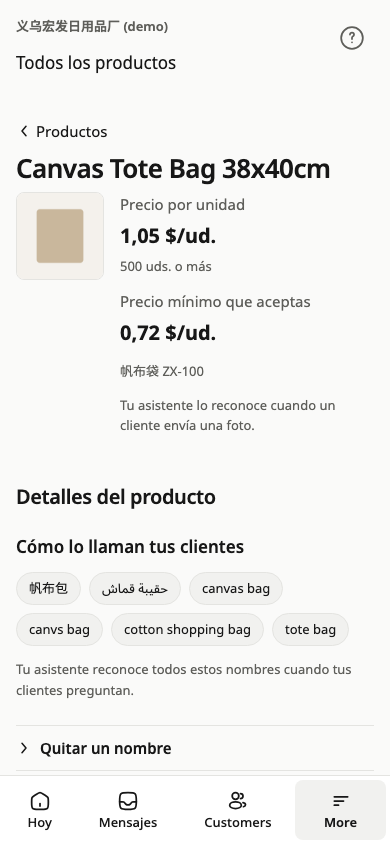 义乌宏发日用品厂 (demo)
Todos los productos
Productos
Canvas Tote Bag 38x40cm
Precio por unidad
1,05 $/ud.
500 uds. o más
Precio mínimo que aceptas
0,72 $/ud.
帆布袋 ZX-100
Tu asistente lo reconoce cuando un
cliente envía una foto.
Detalles del producto
Cómo lo llaman tus clientes
帆布包 حقيبة قماش canvas bag
canvs bag cotton shopping bag tote bag
Tu asistente reconoce todos estos nombres cuando tus
clientes preguntan.
Quitar un nombre
Hoy Mensajes Customers More